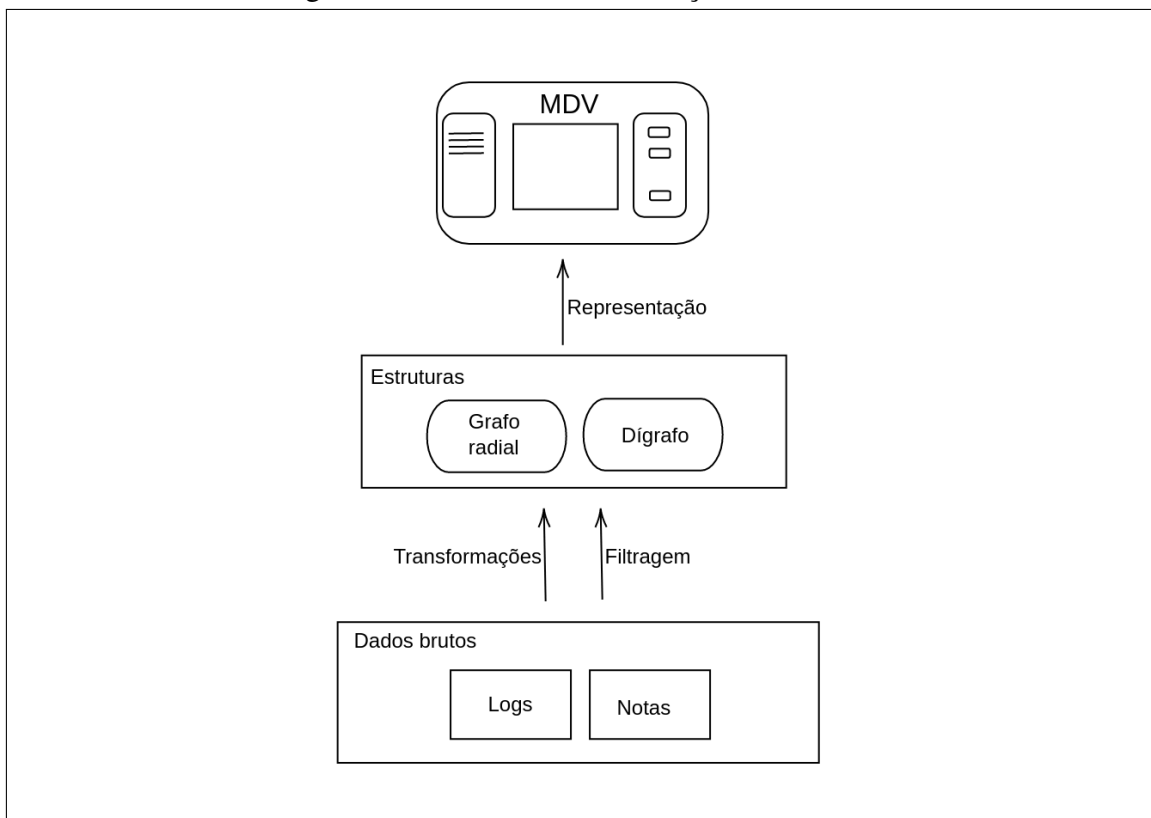 MDV
Representação
Estruturas
Grafo
radial
Dígrafo
Transformações
Filtragem
Dados brutos
Logs
Notas